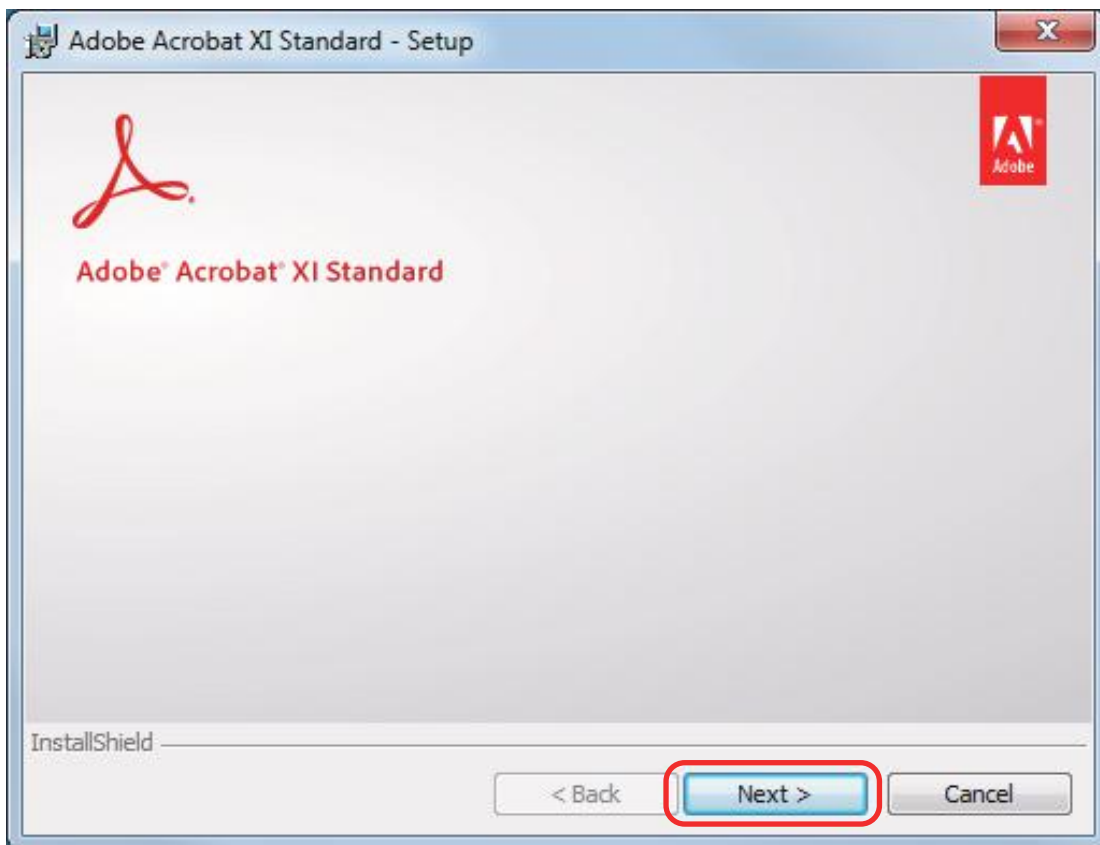 Adobe Acrobat XI Standard - Setup
Adobe
Adobe® Acrobat® XI Standard
InstallShield
< Back
Next >
Cancel